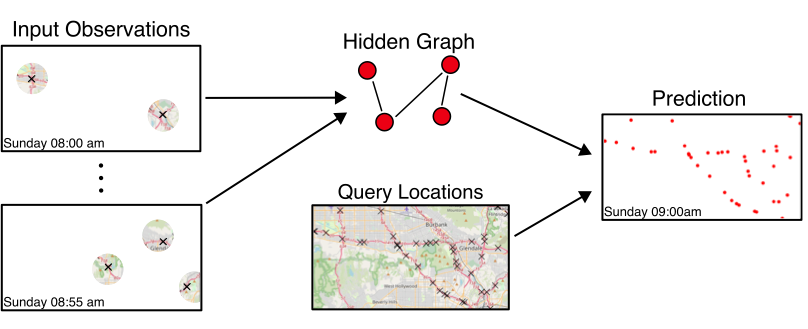 Input Observations
Hidden Graph
Prediction
Sunday 08:00 am
Query Locations
Sunday 09:00am
Burbank
Glendale
West Hollywood
Beverly Hills
Sunday 08:55 am